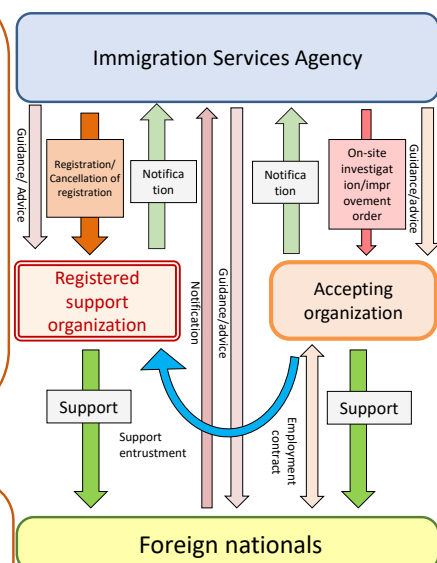 Immigration Services Agency
Guidance/ Advice
Registration/
Cancellation of
registration
Notifica
tion
Notifica
tion
On-site
investigat
ion/impr
ovement
order
Guidance/advice
Registered
support
organization
Notification
Guidance/advice
Accepting
organization
Support
Support
entrustment
Employment
contract
Support
Foreign nationals